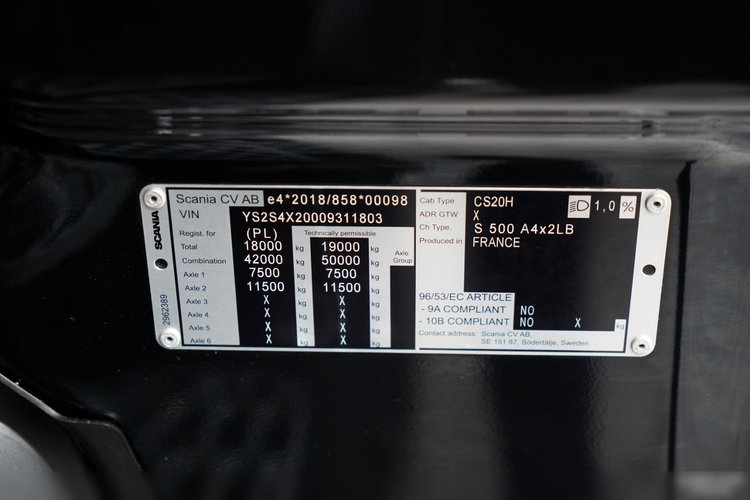 Scania CV AB e4*2018/858*00098
VIN YS2S4X20009311803
Regist. for (PL) Technically permissible
Total 18000 kg 19000 kg Axle Group
Combination 42000 kg 50000 kg
Axle 1 7500 kg 7500 kg
Axle 2 11500 kg 11500 kg
Axle 3 X kg X kg
Axle 4 X kg X kg
Axle 5 X kg X kg
Axle 6 X kg X kg
SCANIA
2962389
Cab Type CS20H 1,0 %
ADR GTW X
Ch Type. S 500 A4x2LB
Produced in FRANCE
96/53/EC ARTICLE
- 9A COMPLIANT NO
- 10B COMPLIANT NO X kg
Contact address: Scania CV AB,
SE 151 87, Södertälje, Sweden